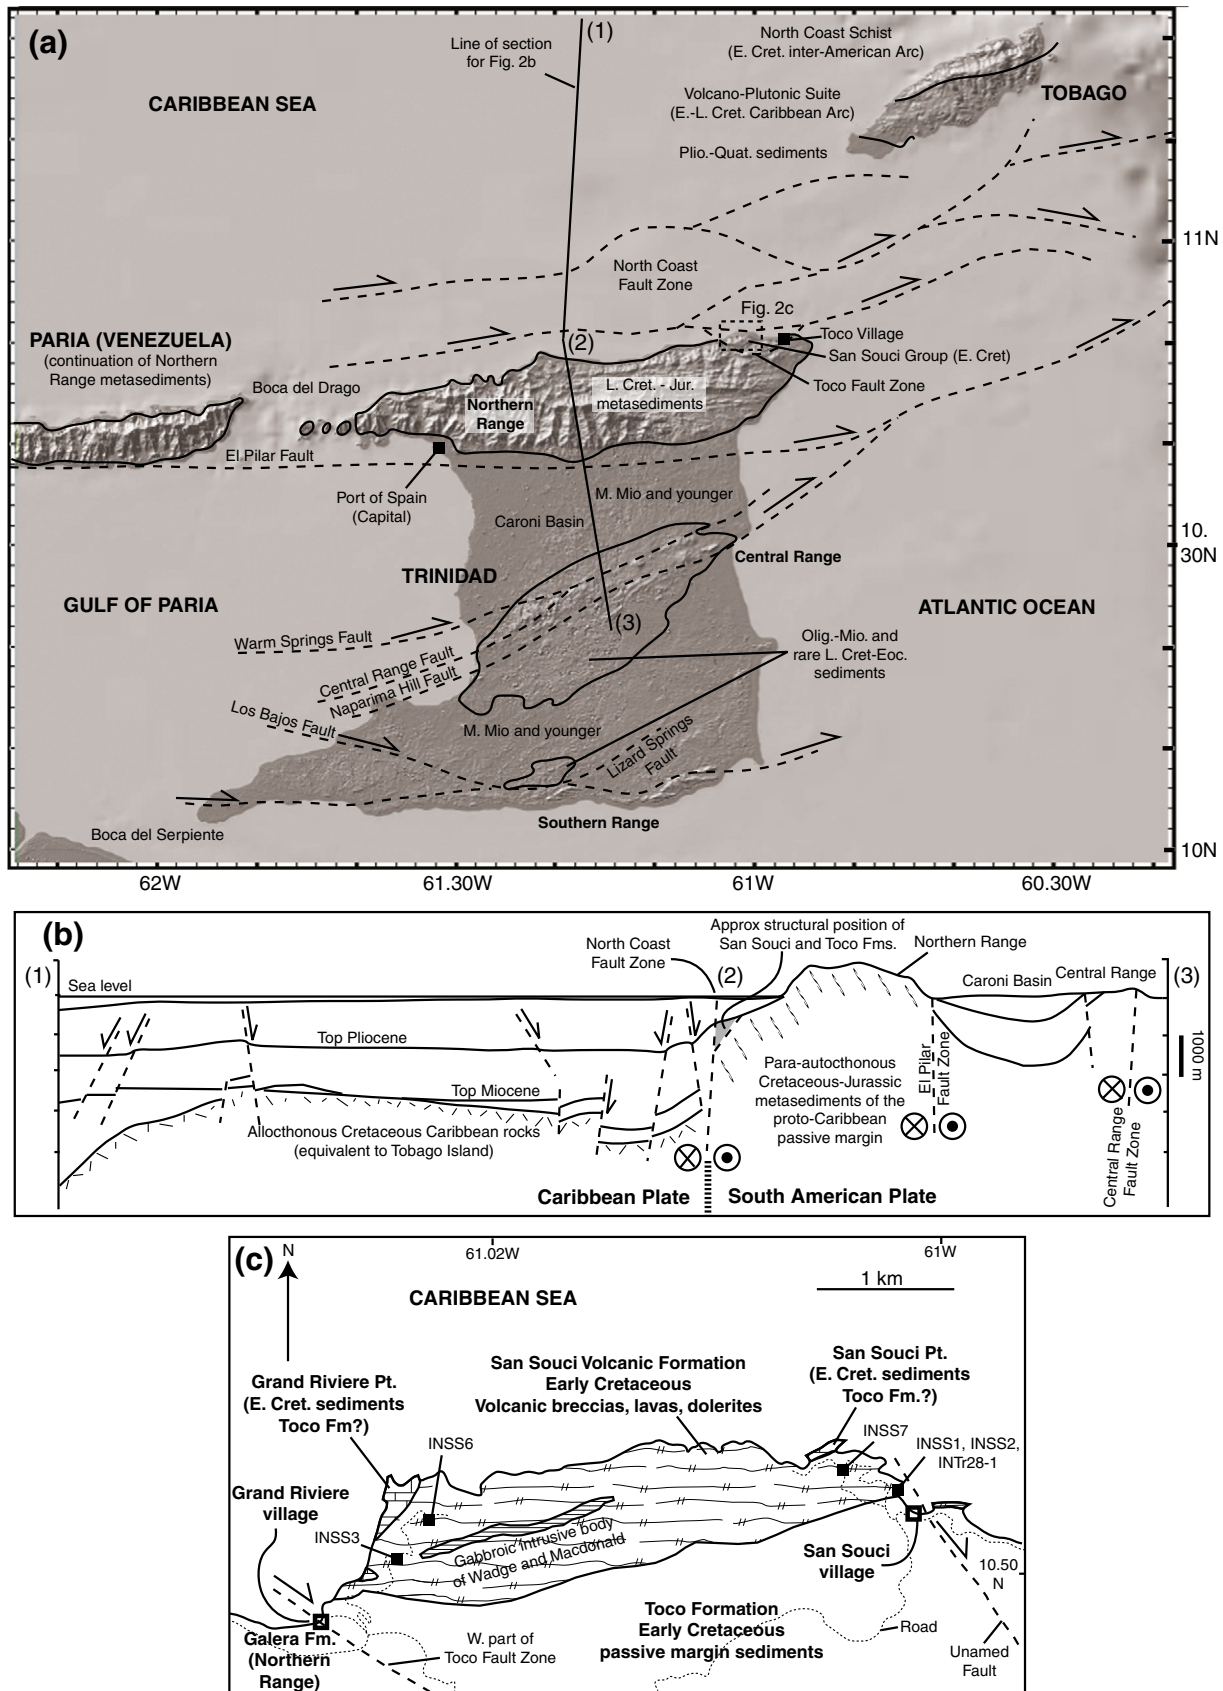 (a)
Line of section
for Fig. 2b
(1)
North Coast Schist
(E. Cret. inter-American Arc)
CARIBBEAN SEA
Volcano-Plutonic Suite
(E.-L. Cret. Caribbean Arc)
TOBAGO
Plio.-Quat. sediments
11N
North Coast
Fault Zone
Fig. 2c
PARIA (VENEZUELA)
(continuation of Northern
Range metasediments)
(2)
Toco Village
San Souci Group (E. Cret)
Toco Fault Zone
Boca del Drago
L. Cret. - Jur.
metasediments
Northern
Range
El Pilar Fault
Port of Spain
(Capital)
M. Mio and younger
Caroni Basin
10.
30N
Central Range
TRINIDAD
GULF OF PARIA
ATLANTIC OCEAN
(3)
Warm Springs Fault
Olig.-Mio. and
rare L. Cret-Eoc.
sediments
Central Range Fault
Naparima Hill Fault
Los Bajos Fault
M. Mio and younger
Lizard Springs
Fault
Southern Range
Boca del Serpiente
10N
62W
61.30W
61W
60.30W
(b)
Approx structural position of
San Souci and Toco Fms.
North Coast
Fault Zone
Northern Range
(1)
Sea level
(2)
Caroni Basin
Central Range
(3)
Top Pliocene
1000 m
El Pilar
Fault Zone
Para-autocthonous
Cretaceous-Jurassic
metasediments of the
proto-Caribbean
passive margin
Top Miocene
Allocthonous Cretaceous Caribbean rocks
(equivalent to Tobago Island)
Central Range
Fault Zone
Caribbean Plate
South American Plate
(c)
N
61.02W
61W
1 km
CARIBBEAN SEA
San Souci Pt.
(E. Cret. sediments
Toco Fm.?)
San Souci Volcanic Formation
Early Cretaceous
Volcanic breccias, lavas, dolerites
Grand Riviere Pt.
(E. Cret. sediments
Toco Fm?)
INSS6
INSS7
INSS1, INSS2,
INTr28-1
Grand Riviere
village
INSS3
Gabbroic intrusive body
of Wadge and Macdonald
San Souci
village
10.50
N
Toco Formation
Early Cretaceous
passive margin sediments
Road
Galera Fm.
(Northern
Range)
W. part of
Toco Fault Zone
Unamed
Fault